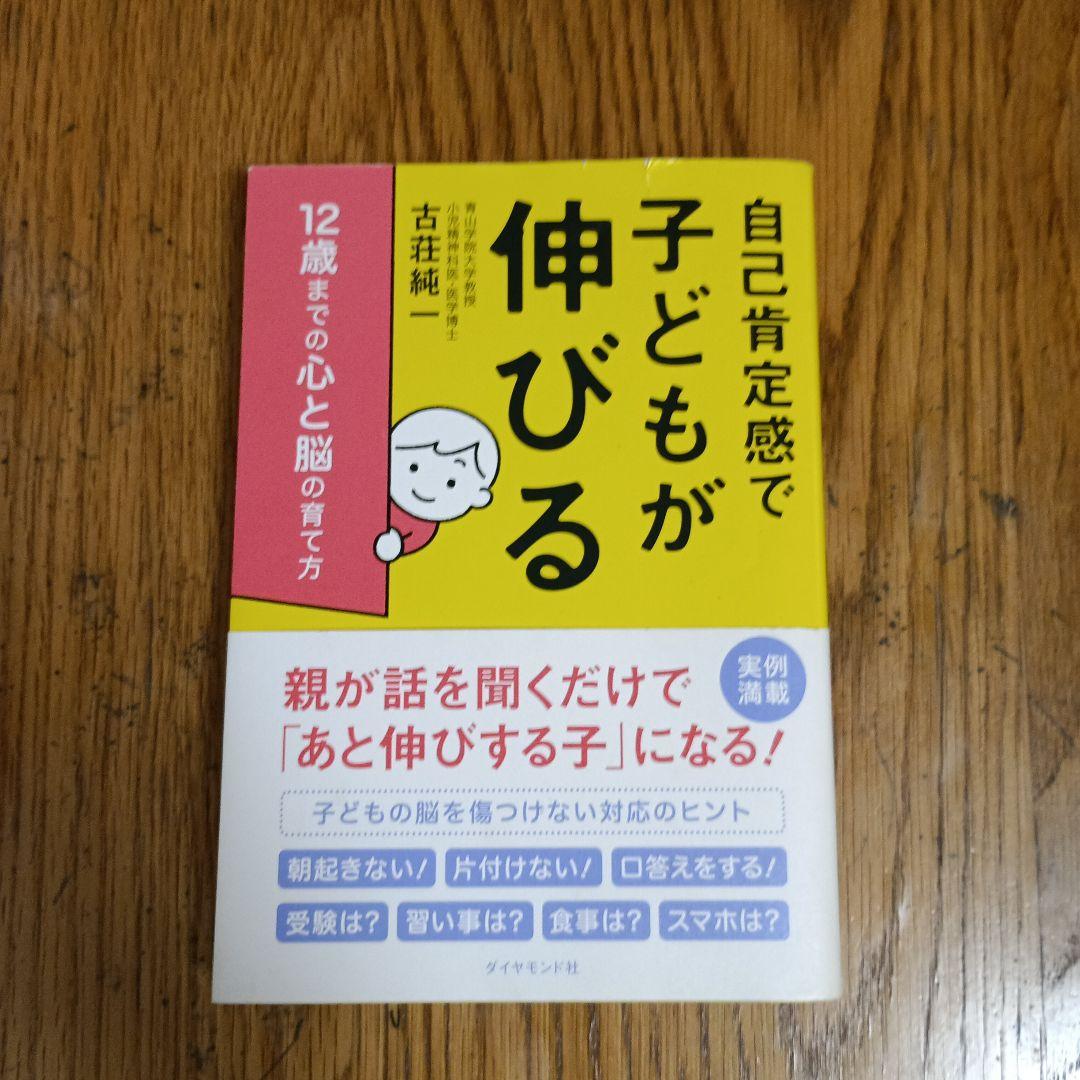 自己肯定感で
子どもが
伸びる
青山学院大学教授
小児精神科医・医学博士
古荘純一
12歳までの心と脳の育て方
実例
満載
親が話を聞くだけで
「あと伸びする子」になる！
子どもの脳を傷つけない対応のヒント
朝起きない！ 片付けない！ 口答えをする！
受験は？ 習い事は？ 食事は？ スマホは？
ダイヤモンド社